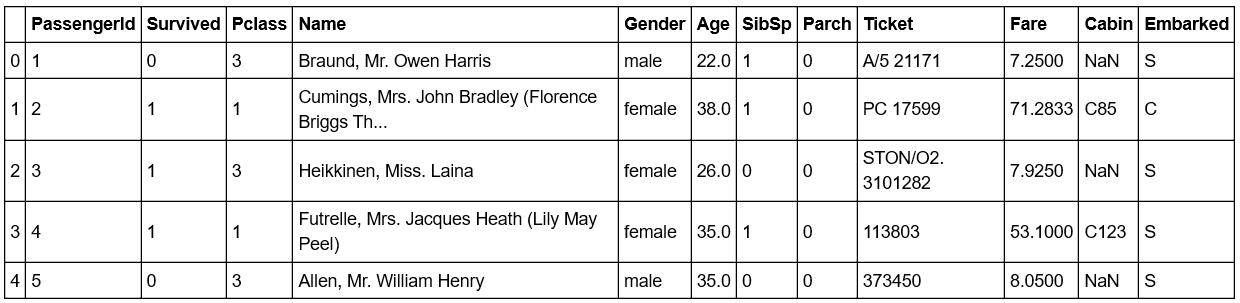 PassengerId Survived Pclass Name Gender Age SibSp Parch Ticket Fare Cabin Embarked
0 1 0 3 Braund, Mr. Owen Harris male 22.0 1 0 A/5 21171 7.2500 NaN S
1 2 1 1 Cumings, Mrs. John Bradley (Florence
Briggs Th... female 38.0 1 0 PC 17599 71.2833 C85 C
2 3 1 3 Heikkinen, Miss. Laina female 26.0 0 0 STON/O2.
3101282 7.9250 NaN S
3 4 1 1 Futrelle, Mrs. Jacques Heath (Lily May
Peel) female 35.0 1 0 113803 53.1000 C123 S
4 5 0 3 Allen, Mr. William Henry male 35.0 0 0 373450 8.0500 NaN S